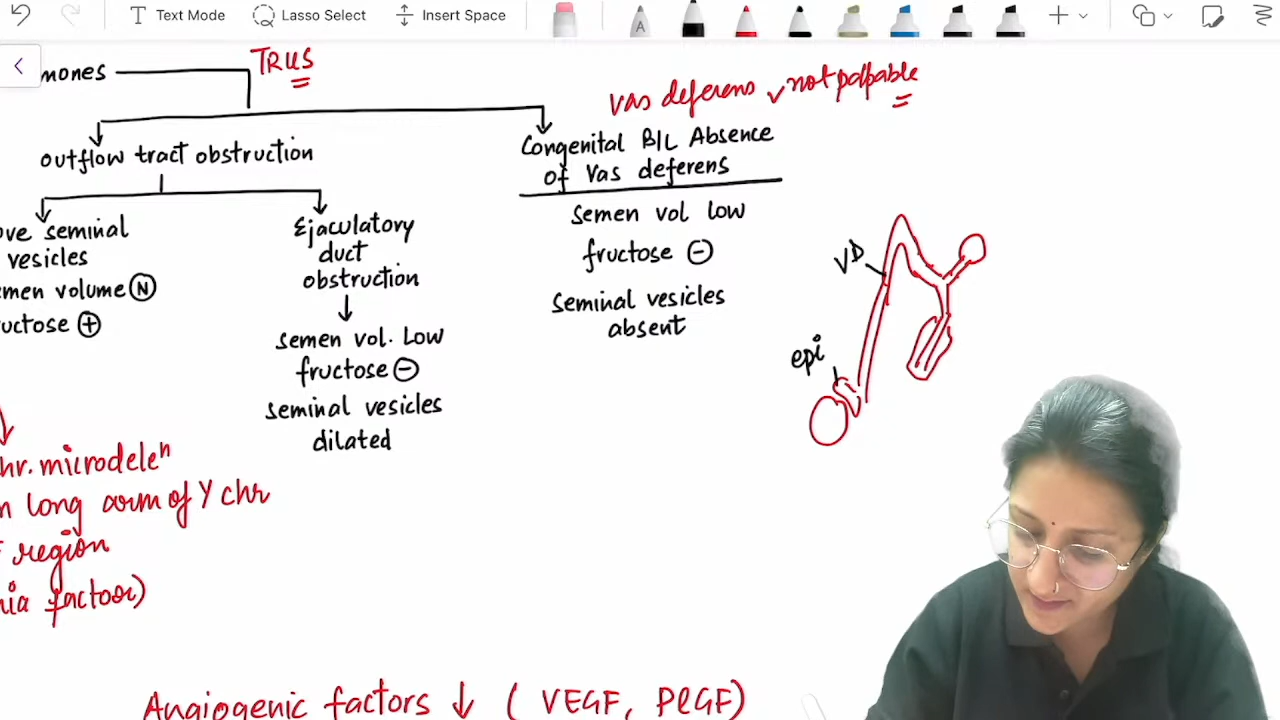 Text Mode
Lasso Select
Insert Space
A
mones
TRUS
vas deferens not palpable
outflow tract obstruction
Congenital B/L Absence
of Vas deferens
ove seminal
vesicles
emen volume N
uctose +
Ejaculatory
duct
obstruction
semen vol. Low
fructose -
seminal vesicles
dilated
semen vol low
fructose -
seminal vesicles
absent
VD
epi
hr. microdeleⁿ
n long arm of Y chr
region
nia factor)
Angiogenic factors ↓ ( VEGF, PlGF)